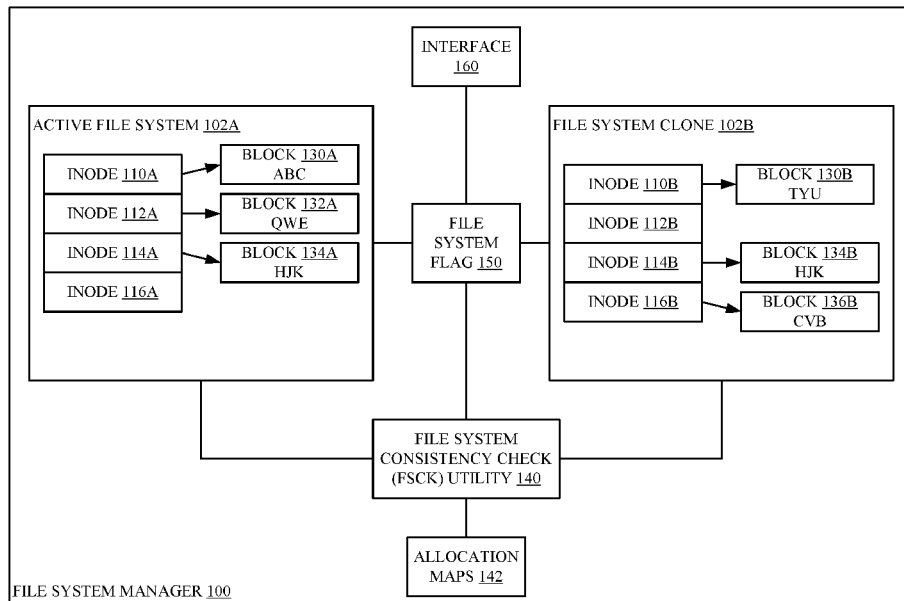 INTERFACE
160
ACTIVE FILE SYSTEM 102A
INODE 110A
INODE 112A
INODE 114A
INODE 116A
BLOCK 130A
ABC
BLOCK 132A
QWE
BLOCK 134A
HJK
FILE
SYSTEM
FLAG 150
FILE SYSTEM CLONE 102B
INODE 110B
INODE 112B
INODE 114B
INODE 116B
BLOCK 130B
TYU
BLOCK 134B
HJK
BLOCK 136B
CVB
FILE SYSTEM
CONSISTENCY CHECK
(FSCK) UTILITY 140
ALLOCATION
MAPS 142
FILE SYSTEM MANAGER 100